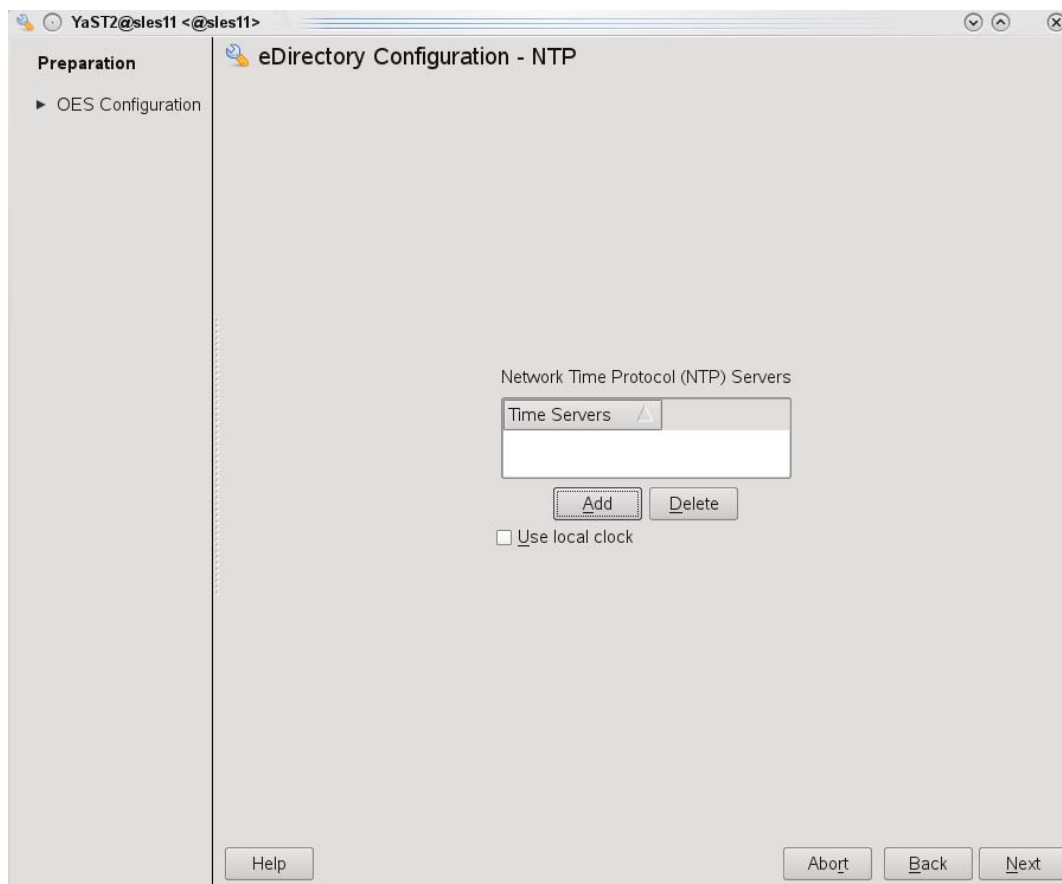 YaST2@sles11 <@sles11>
Preparation
OES Configuration
eDirectory Configuration - NTP
Network Time Protocol (NTP) Servers
Time Servers
Add
Delete
Use local clock
Help
Abort
Back
Next